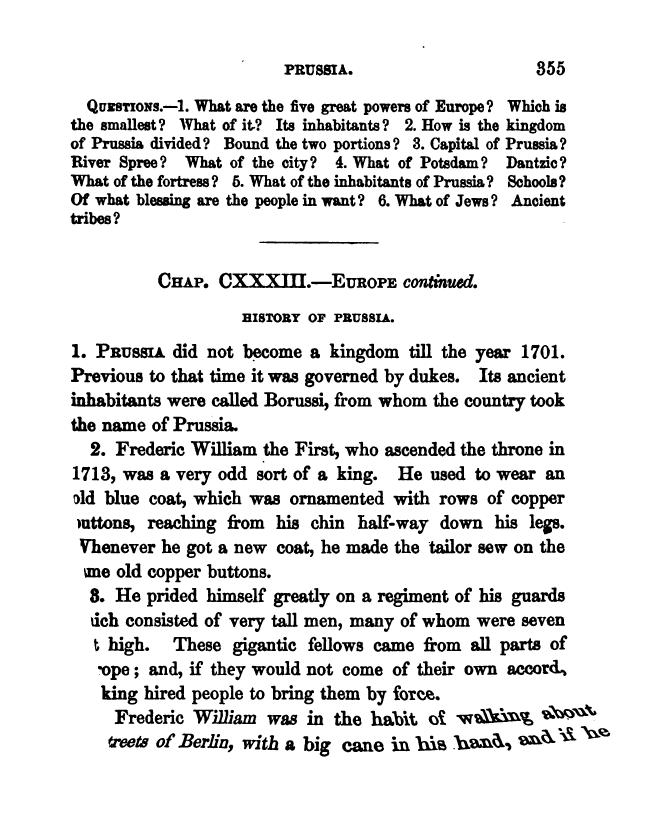 PRUSSIA. 355
QUESTIONS.—1. What are the five great powers of Europe? Which is
the smallest? What of it? Its inhabitants? 2. How is the kingdom
of Prussia divided? Bound the two portions? 3. Capital of Prussia?
River Spree? What of the city? 4. What of Potsdam? Dantzic?
What of the fortress? 5. What of the inhabitants of Prussia? Schools?
Of what blessing are the people in want? 6. What of Jews? Ancient
tribes?
CHAP. CXXXIII.—EUROPE continued.
HISTORY OF PRUSSIA.
1. PRUSSIA did not become a kingdom till the year 1701.
Previous to that time it was governed by dukes. Its ancient
inhabitants were called Borussi, from whom the country took
the name of Prussia.
2. Frederic William the First, who ascended the throne in
1713, was a very odd sort of a king. He used to wear an
old blue coat, which was ornamented with rows of copper
uttons, reaching from his chin half-way down his legs.
Vhenever he got a new coat, he made the tailor sew on the
ame old copper buttons.
3. He prided himself greatly on a regiment of his guards
ich consisted of very tall men, many of whom were seven
t high. These gigantic fellows came from all parts of
ope; and, if they would not come of their own accord,
king hired people to bring them by force.
Frederic William was in the habit of walking about
treets of Berlin, with a big cane in his hand, and if he